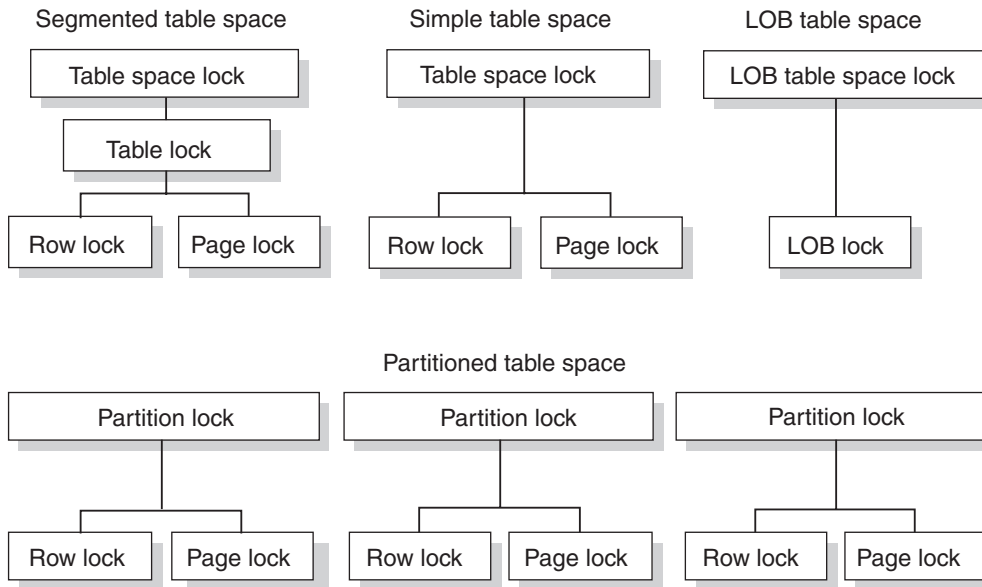 Segmented table space
Simple table space
LOB table space
Table space lock
Table space lock
LOB table space lock
Table lock
Row lock
Page lock
Row lock
Page lock
LOB lock
Partitioned table space
Partition lock
Partition lock
Partition lock
Row lock
Page lock
Row lock
Page lock
Row lock
Page lock